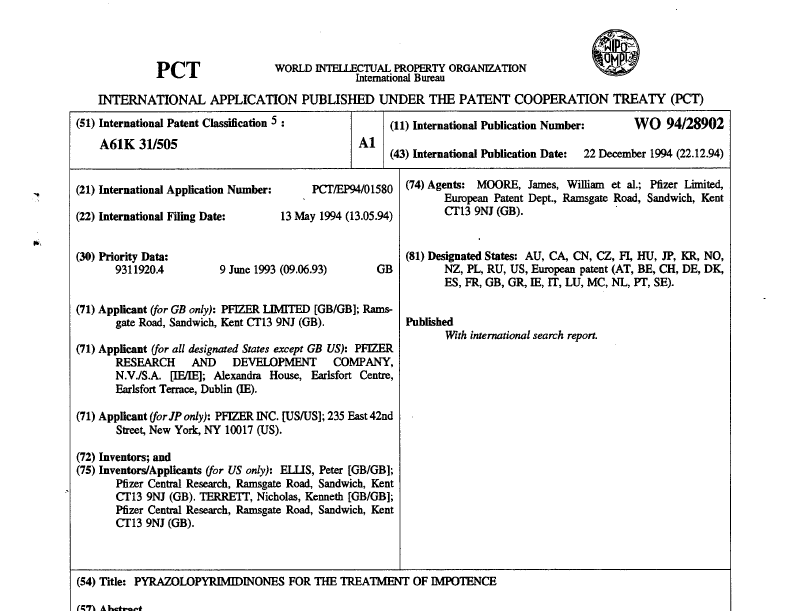 WIPO
OMPI
PCT
WORLD INTELLECTUAL PROPERTY ORGANIZATION
International Bureau
INTERNATIONAL APPLICATION PUBLISHED UNDER THE PATENT COOPERATION TREATY (PCT)
(51) International Patent Classification 5 :
A61K 31/505
A1
(11) International Publication Number: WO 94/28902
(43) International Publication Date: 22 December 1994 (22.12.94)
(21) International Application Number: PCT/EP94/01580
(22) International Filing Date: 13 May 1994 (13.05.94)
(30) Priority Data:
9311920.4 9 June 1993 (09.06.93) GB
(71) Applicant (for GB only): PFIZER LIMITED [GB/GB]; Rams-
gate Road, Sandwich, Kent CT13 9NJ (GB).
(71) Applicant (for all designated States except GB US): PFIZER
RESEARCH AND DEVELOPMENT COMPANY,
N.V./S.A. [IE/IE]; Alexandra House, Earlsfort Centre,
Earlsfort Terrace, Dublin (IE).
(71) Applicant (for JP only): PFIZER INC. [US/US]; 235 East 42nd
Street, New York, NY 10017 (US).
(72) Inventors; and
(75) Inventors/Applicants (for US only): ELLIS, Peter [GB/GB];
Pfizer Central Research, Ramsgate Road, Sandwich, Kent
CT13 9NJ (GB). TERRETT, Nicholas, Kenneth [GB/GB];
Pfizer Central Research, Ramsgate Road, Sandwich, Kent
CT13 9NJ (GB).
(74) Agents: MOORE, James, William et al.; Pfizer Limited,
European Patent Dept., Ramsgate Road, Sandwich, Kent
CT13 9NJ (GB).
(81) Designated States: AU, CA, CN, CZ, FI, HU, JP, KR, NO,
NZ, PL, RU, US, European patent (AT, BE, CH, DE, DK,
ES, FR, GB, GR, IE, IT, LU, MC, NL, PT, SE).
Published
With international search report.
(54) Title: PYRAZOLOPYRIMIDINONES FOR THE TREATMENT OF IMPOTENCE
(57) Abstract